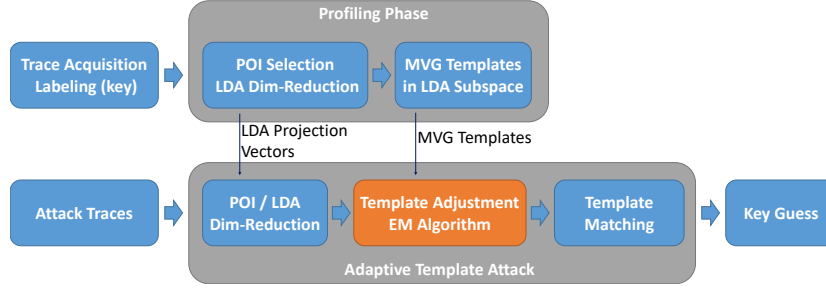 Profiling Phase
Trace Acquisition
Labeling (key)
POI Selection
LDA Dim-Reduction
MVG Templates
in LDA Subspace
LDA Projection
Vectors
MVG Templates
Attack Traces
POI / LDA
Dim-Reduction
Template Adjustment
EM Algorithm
Template
Matching
Key Guess
Adaptive Template Attack